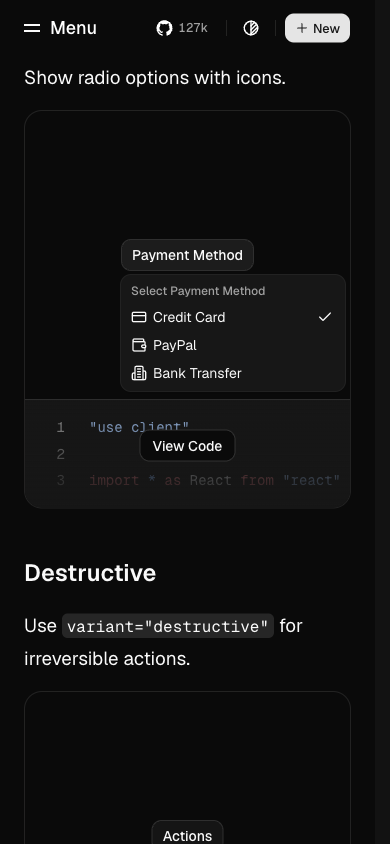 Menu
127k
New
Show radio options with icons.
Payment Method
Select Payment Method
Credit Card
PayPal
Bank Transfer
1 "use client"
View Code
2
3 import * as React from "react"
Destructive
Use variant="destructive" for
irreversible actions.
Actions